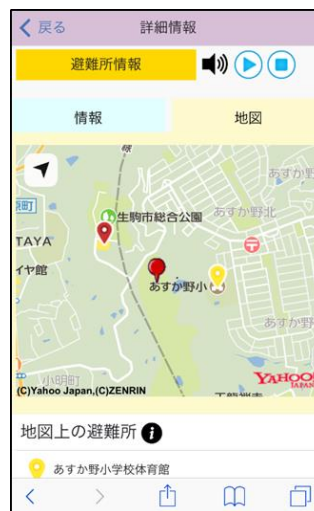 戻る 詳細情報
避難所情報
情報 地図
生駒市総合公園
あすか野北
TAYA
イヤ館
あすか野小
小明町
(C)Yahoo Japan,(C)ZENRIN
YAHOO!
JAPAN
地図上の避難所
あすか野小学校体育館